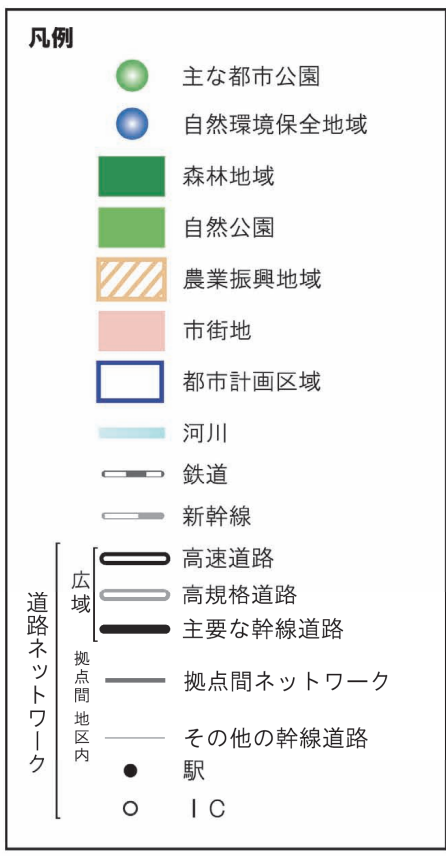 凡例
主な都市公園
自然環境保全地域
森林地域
自然公園
農業振興地域
市街地
都市計画区域
河川
鉄道
新幹線
道路ネットワーク
広域
高速道路
高規格道路
主要な幹線道路
拠点間
拠点間ネットワーク
地区内
その他の幹線道路
駅
IC